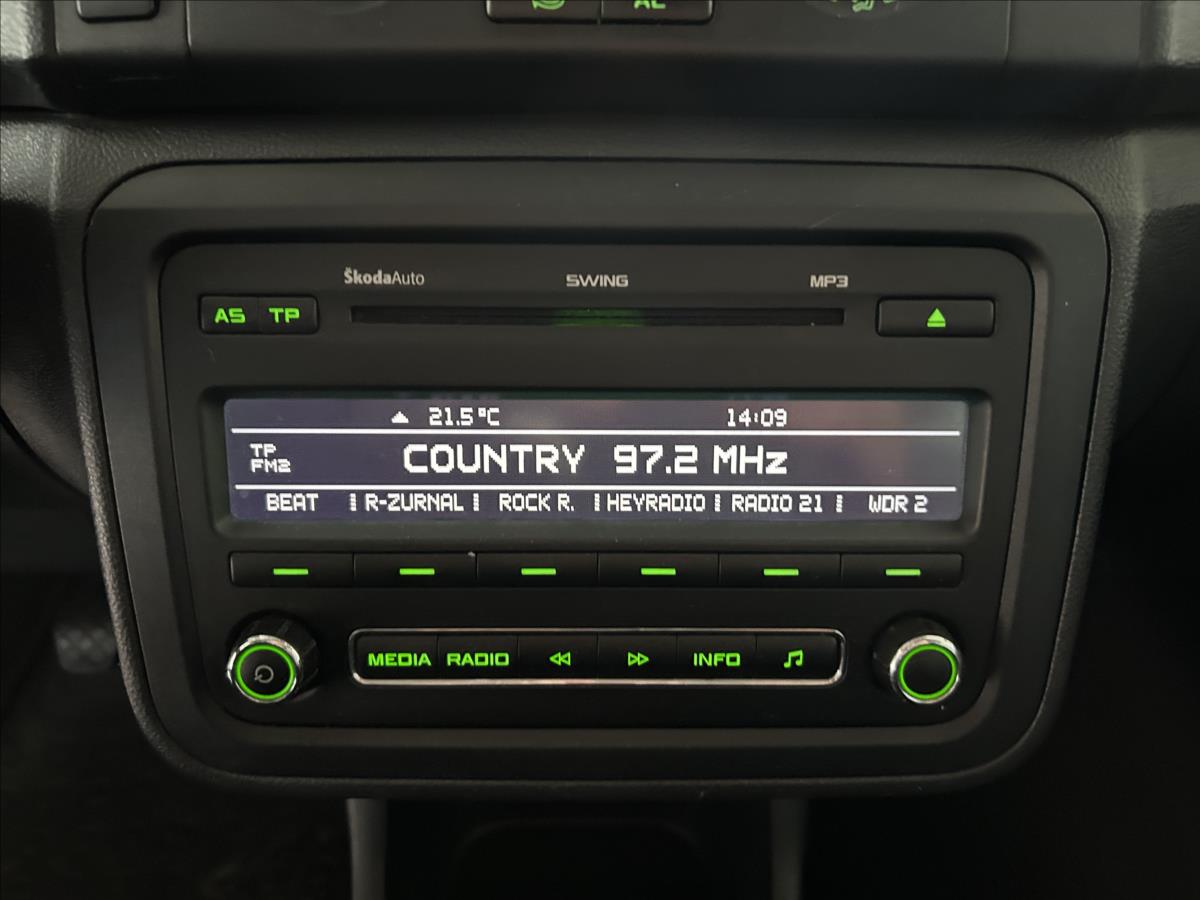 AC
ŠkodaAuto SWING MP3
AS TP
21.5°C 14:09
TP
FM2
COUNTRY 97.2 MHz
BEAT R-ZURNAL ROCK R. HEYRADIO RADIO 21 WDR 2
MEDIA RADIO INFO